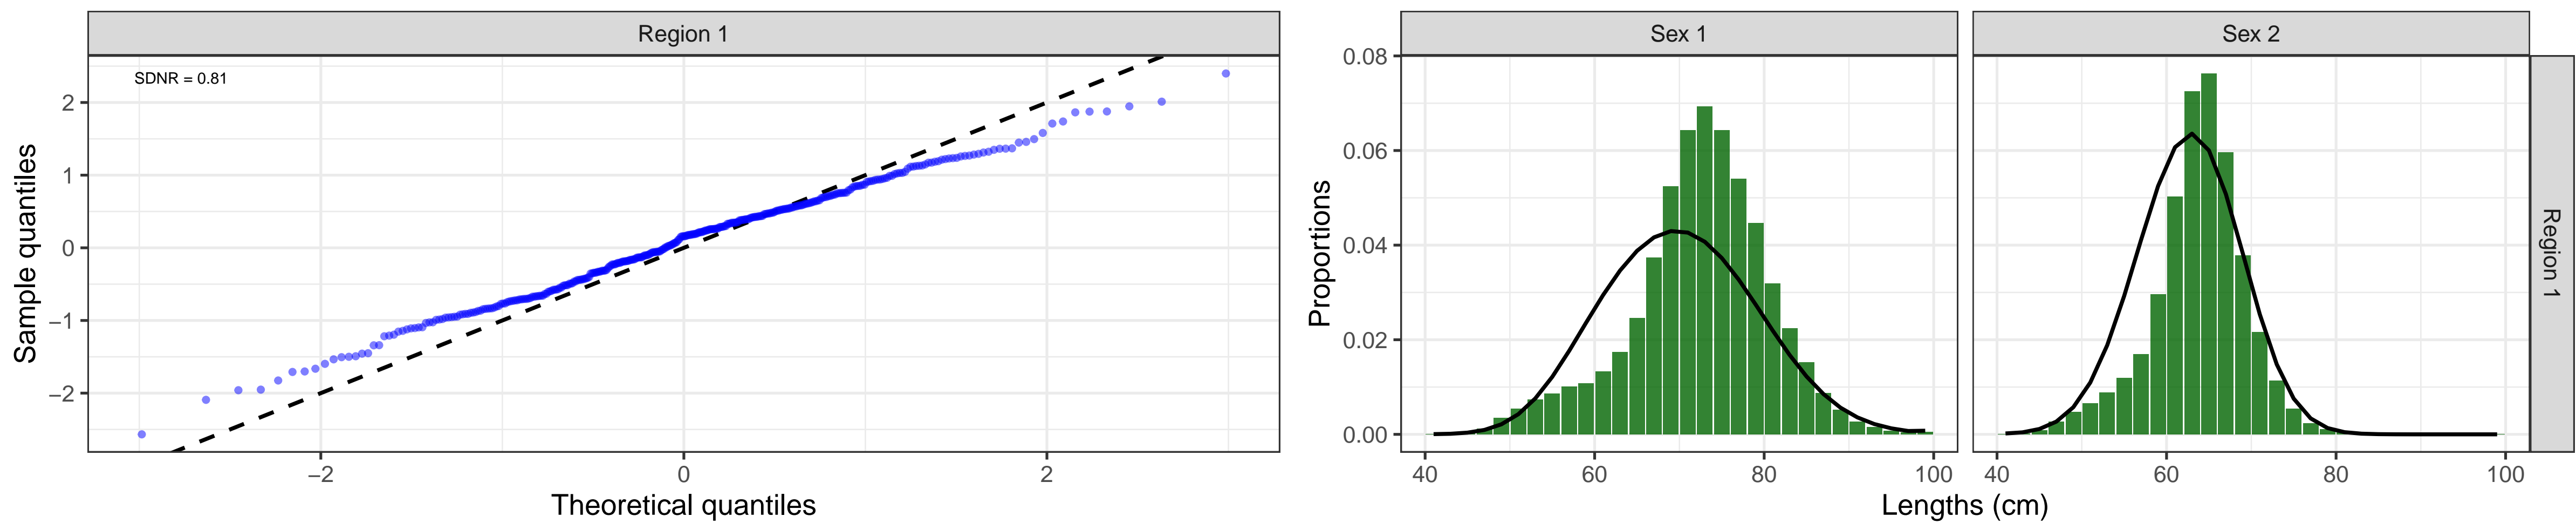 Region 1
SDNR = 0.81
2
1
0
−1
−2
−2
0
2
Sample quantiles
Theoretical quantiles
Sex 1
Sex 2
0.08
0.06
0.04
0.02
0.00
40
60
80
100
40
60
80
100
Proportions
Lengths (cm)
Region 1